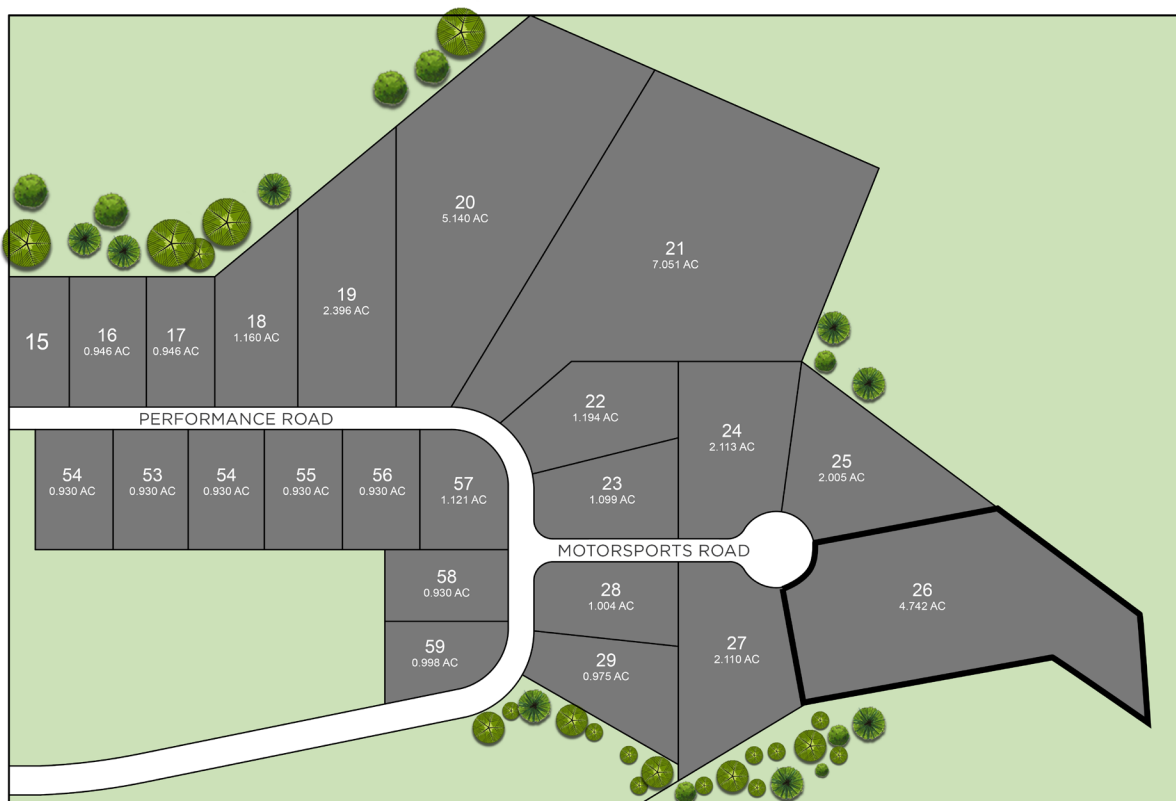 20
5.140 AC
21
7.051 AC
19
2.396 AC
18
1.160 AC
17
0.946 AC
16
0.946 AC
15
PERFORMANCE ROAD
22
1.194 AC
24
2.113 AC
25
2.005 AC
23
1.099 AC
54
0.930 AC
53
0.930 AC
54
0.930 AC
55
0.930 AC
56
0.930 AC
57
1.121 AC
MOTORSPORTS ROAD
58
0.930 AC
28
1.004 AC
26
4.742 AC
59
0.998 AC
29
0.975 AC
27
2.110 AC